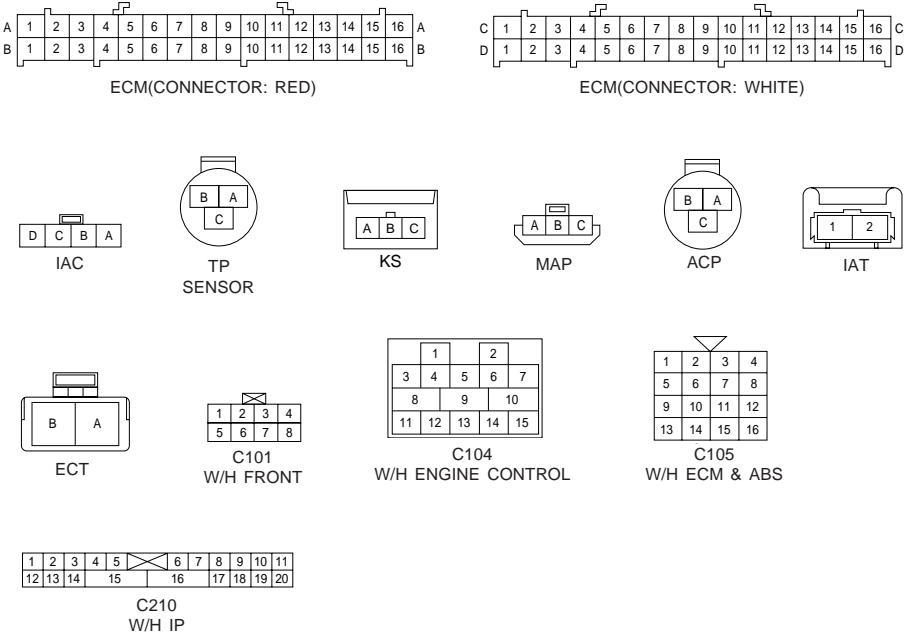 A 1 2 3 4 5 6 7 8 9 10 11 12 13 14 15 16 A
B 1 2 3 4 5 6 7 8 9 10 11 12 13 14 15 16 B
ECM(CONNECTOR: RED)
C 1 2 3 4 5 6 7 8 9 10 11 12 13 14 15 16 C
D 1 2 3 4 5 6 7 8 9 10 11 12 13 14 15 16 D
ECM(CONNECTOR: WHITE)
D C B A
IAC
B A
C
TP
SENSOR
A B C
KS
A B C
MAP
B A
C
ACP
1 2
IAT
B A
ECT
1 2 3 4
5 6 7 8
C101
W/H FRONT
1 2
3 4 5 6 7
8 9 10
11 12 13 14 15
C104
W/H ENGINE CONTROL
1 2 3 4
5 6 7 8
9 10 11 12
13 14 15 16
C105
W/H ECM & ABS
1 2 3 4 5 6 7 8 9 10 11
12 13 14 15 16 17 18 19 20
C210
W/H IP